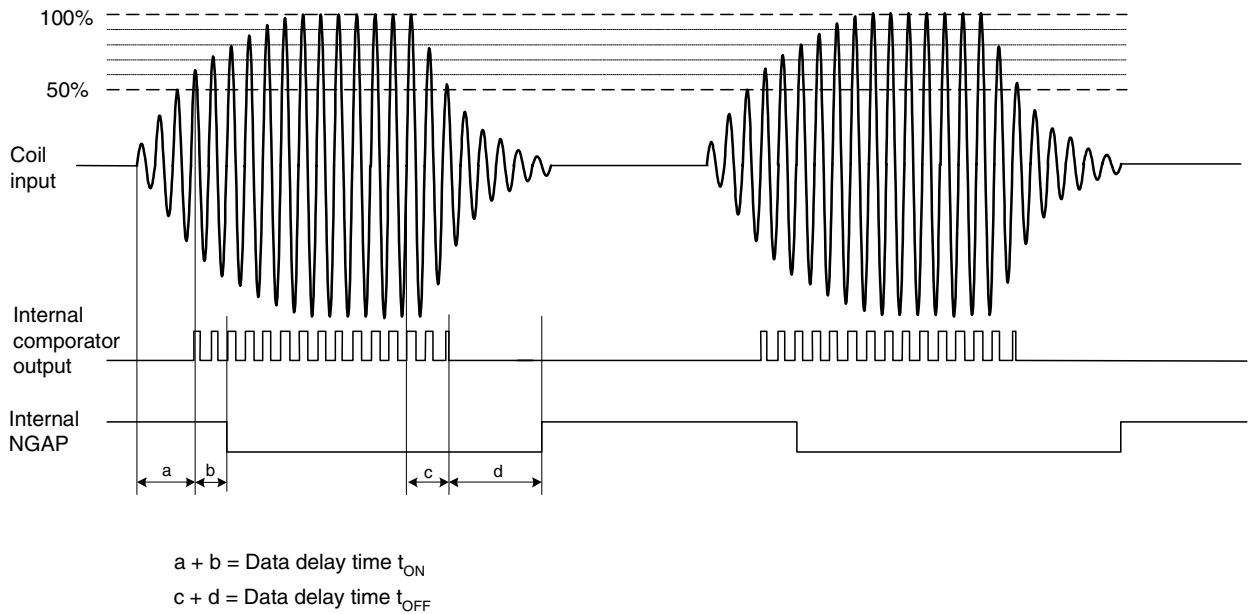 100%
50%
Coil
input
Internal
comporator
output
Internal
NGAP
a b c d
a + b = Data delay time tON
c + d = Data delay time tOFF